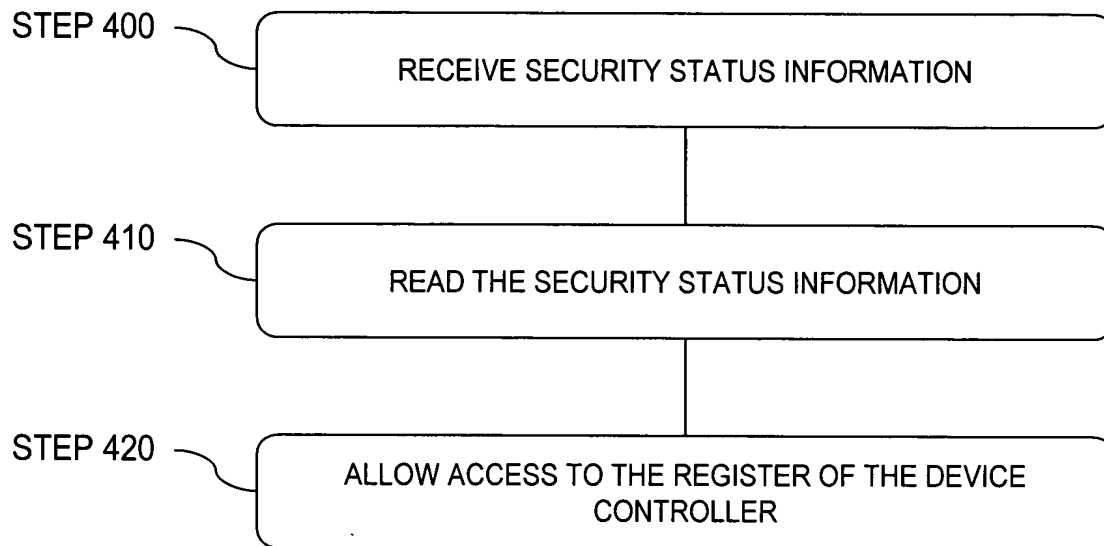 STEP 400
RECEIVE SECURITY STATUS INFORMATION
STEP 410
READ THE SECURITY STATUS INFORMATION
STEP 420
ALLOW ACCESS TO THE REGISTER OF THE DEVICE
CONTROLLER